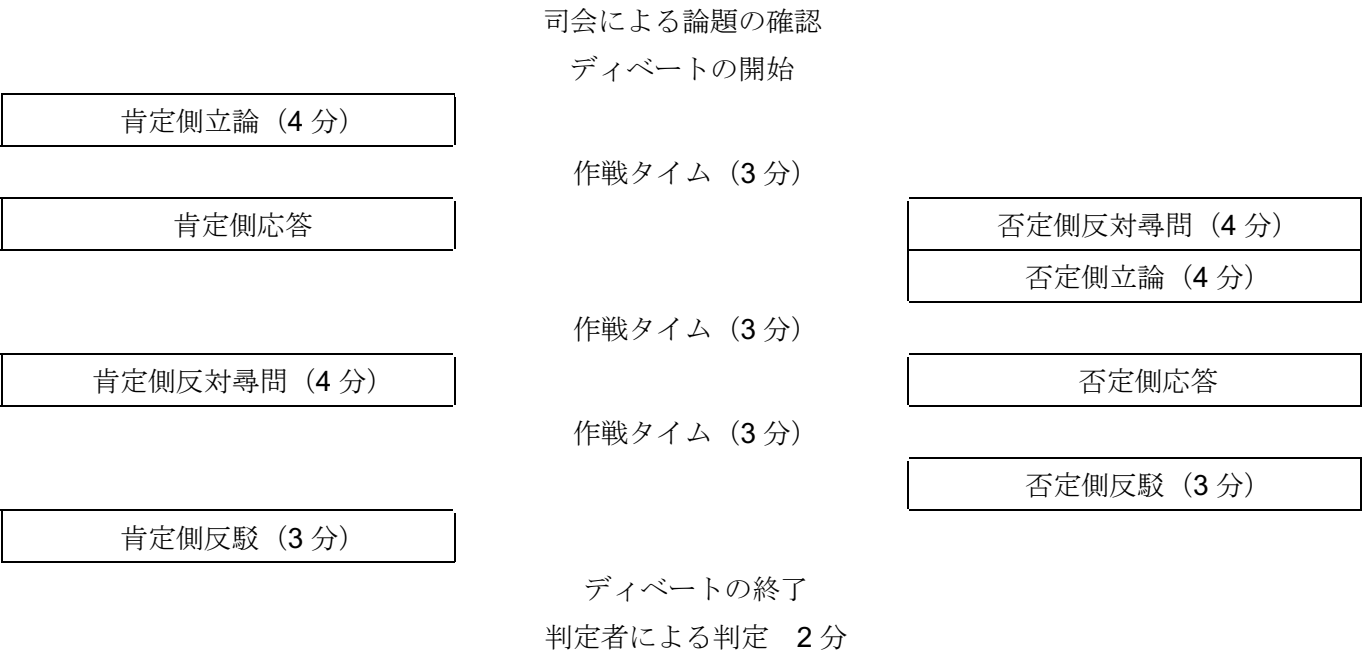 司会による論題の確認
ディベートの開始
肯定側立論（4 分）
作戦タイム（3 分）
肯定側応答 否定側反対尋問（4 分）
否定側立論（4 分）
作戦タイム（3 分）
肯定側反対尋問（4 分） 否定側応答
作戦タイム（3 分）
否定側反駁（3 分）
肯定側反駁（3 分）
ディベートの終了
判定者による判定　2 分